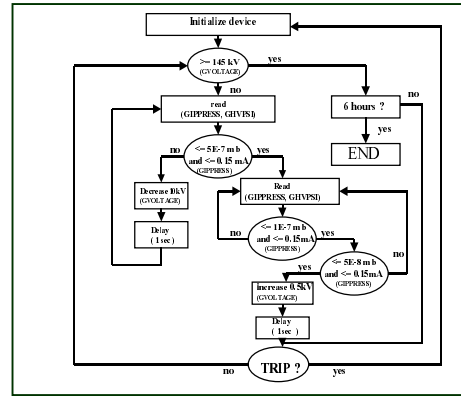 Initialize device
>= 145 kV
(GVOLTAGE)
yes
no
read
(GIPPRESS, GHVPSI)
6 hours ?
no
yes
END
<= 5E-7 mb
and <= 0.15 mA
(GIPPRESS)
no
yes
Decrease 10kV
(GVOLTAGE)
Delay
( 1 sec )
Read
(GIPPRESS, GHVPSI)
<= 1E-7 mb
and <= 0.15mA
(GIPPRESS)
no
yes
<= 5E-8 mb
and <= 0.15mA
(GIPPRESS)
yes
no
increase 0.5kV
(GVOLTAGE)
Delay
( 1sec )
TRIP ?
no
yes